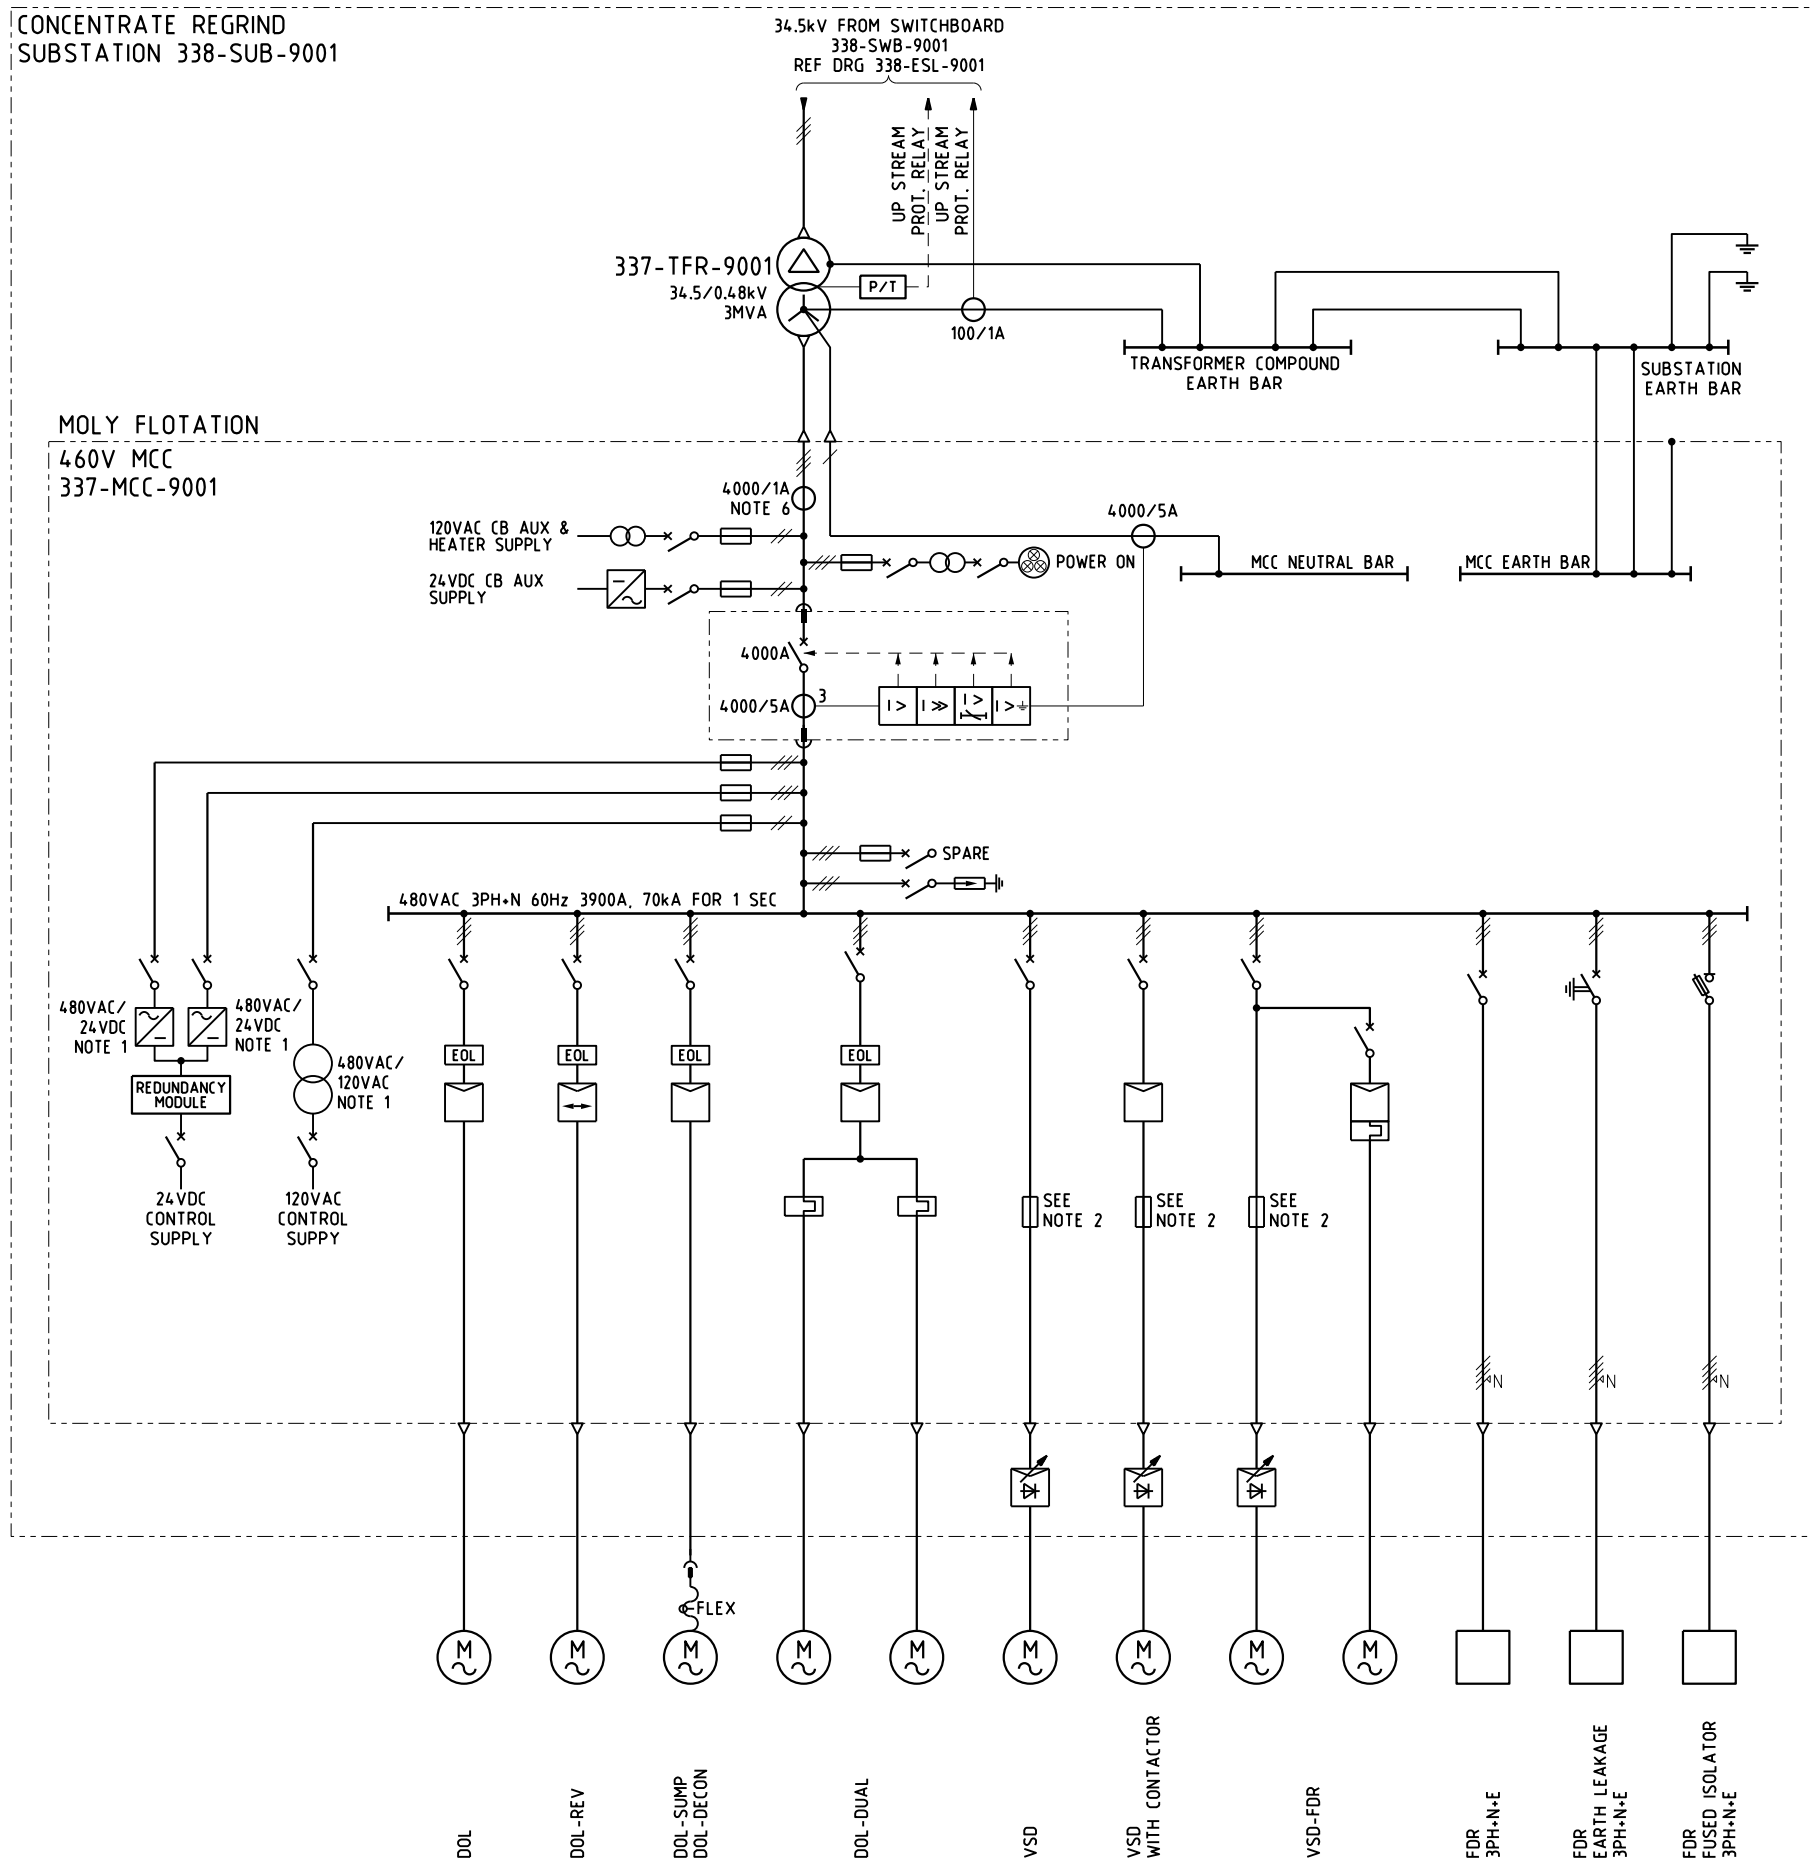 CONCENTRATE REGRIND
SUBSTATION 338-SUB-9001
34.5kV FROM SWITCHBOARD
338-SWB-9001
REF DRG 338-ESL-9001
UP STREAM
PROT. RELAY
UP STREAM
PROT. RELAY
337-TFR-9001
34.5/0.48kV
3MVA
P/T
100/1A
TRANSFORMER COMPOUND
EARTH BAR
SUBSTATION
EARTH BAR
MOLY FLOTATION
460V MCC
337-MCC-9001
4000/1A
NOTE 6
120VAC CB AUX &
HEATER SUPPLY
24VDC CB AUX
SUPPLY
POWER ON
4000/5A
MCC NEUTRAL BAR
MCC EARTH BAR
4000A
4000/5A
3
I >
I >>
I >
I >
SPARE
480VAC 3PH+N 60Hz 3900A, 70kA FOR 1 SEC
480VAC/
24VDC
NOTE 1
480VAC/
24VDC
NOTE 1
REDUNDANCY
MODULE
480VAC/
120VAC
NOTE 1
24VDC
CONTROL
SUPPLY
120VAC
CONTROL
SUPPY
EOL
EOL
EOL
EOL
SEE
NOTE 2
SEE
NOTE 2
SEE
NOTE 2
N
N
N
FLEX
M
M
M
M
M
M
M
M
M
DOL
DOL-REV
DOL-SUMP
DOL-DECON
DOL-DUAL
VSD
VSD
WITH CONTACTOR
VSD-FDR
FDR
3PH+N+E
FDR
EARTH LEAKAGE
3PH+N+E
FDR
FUSED ISOLATOR
3PH+N+E